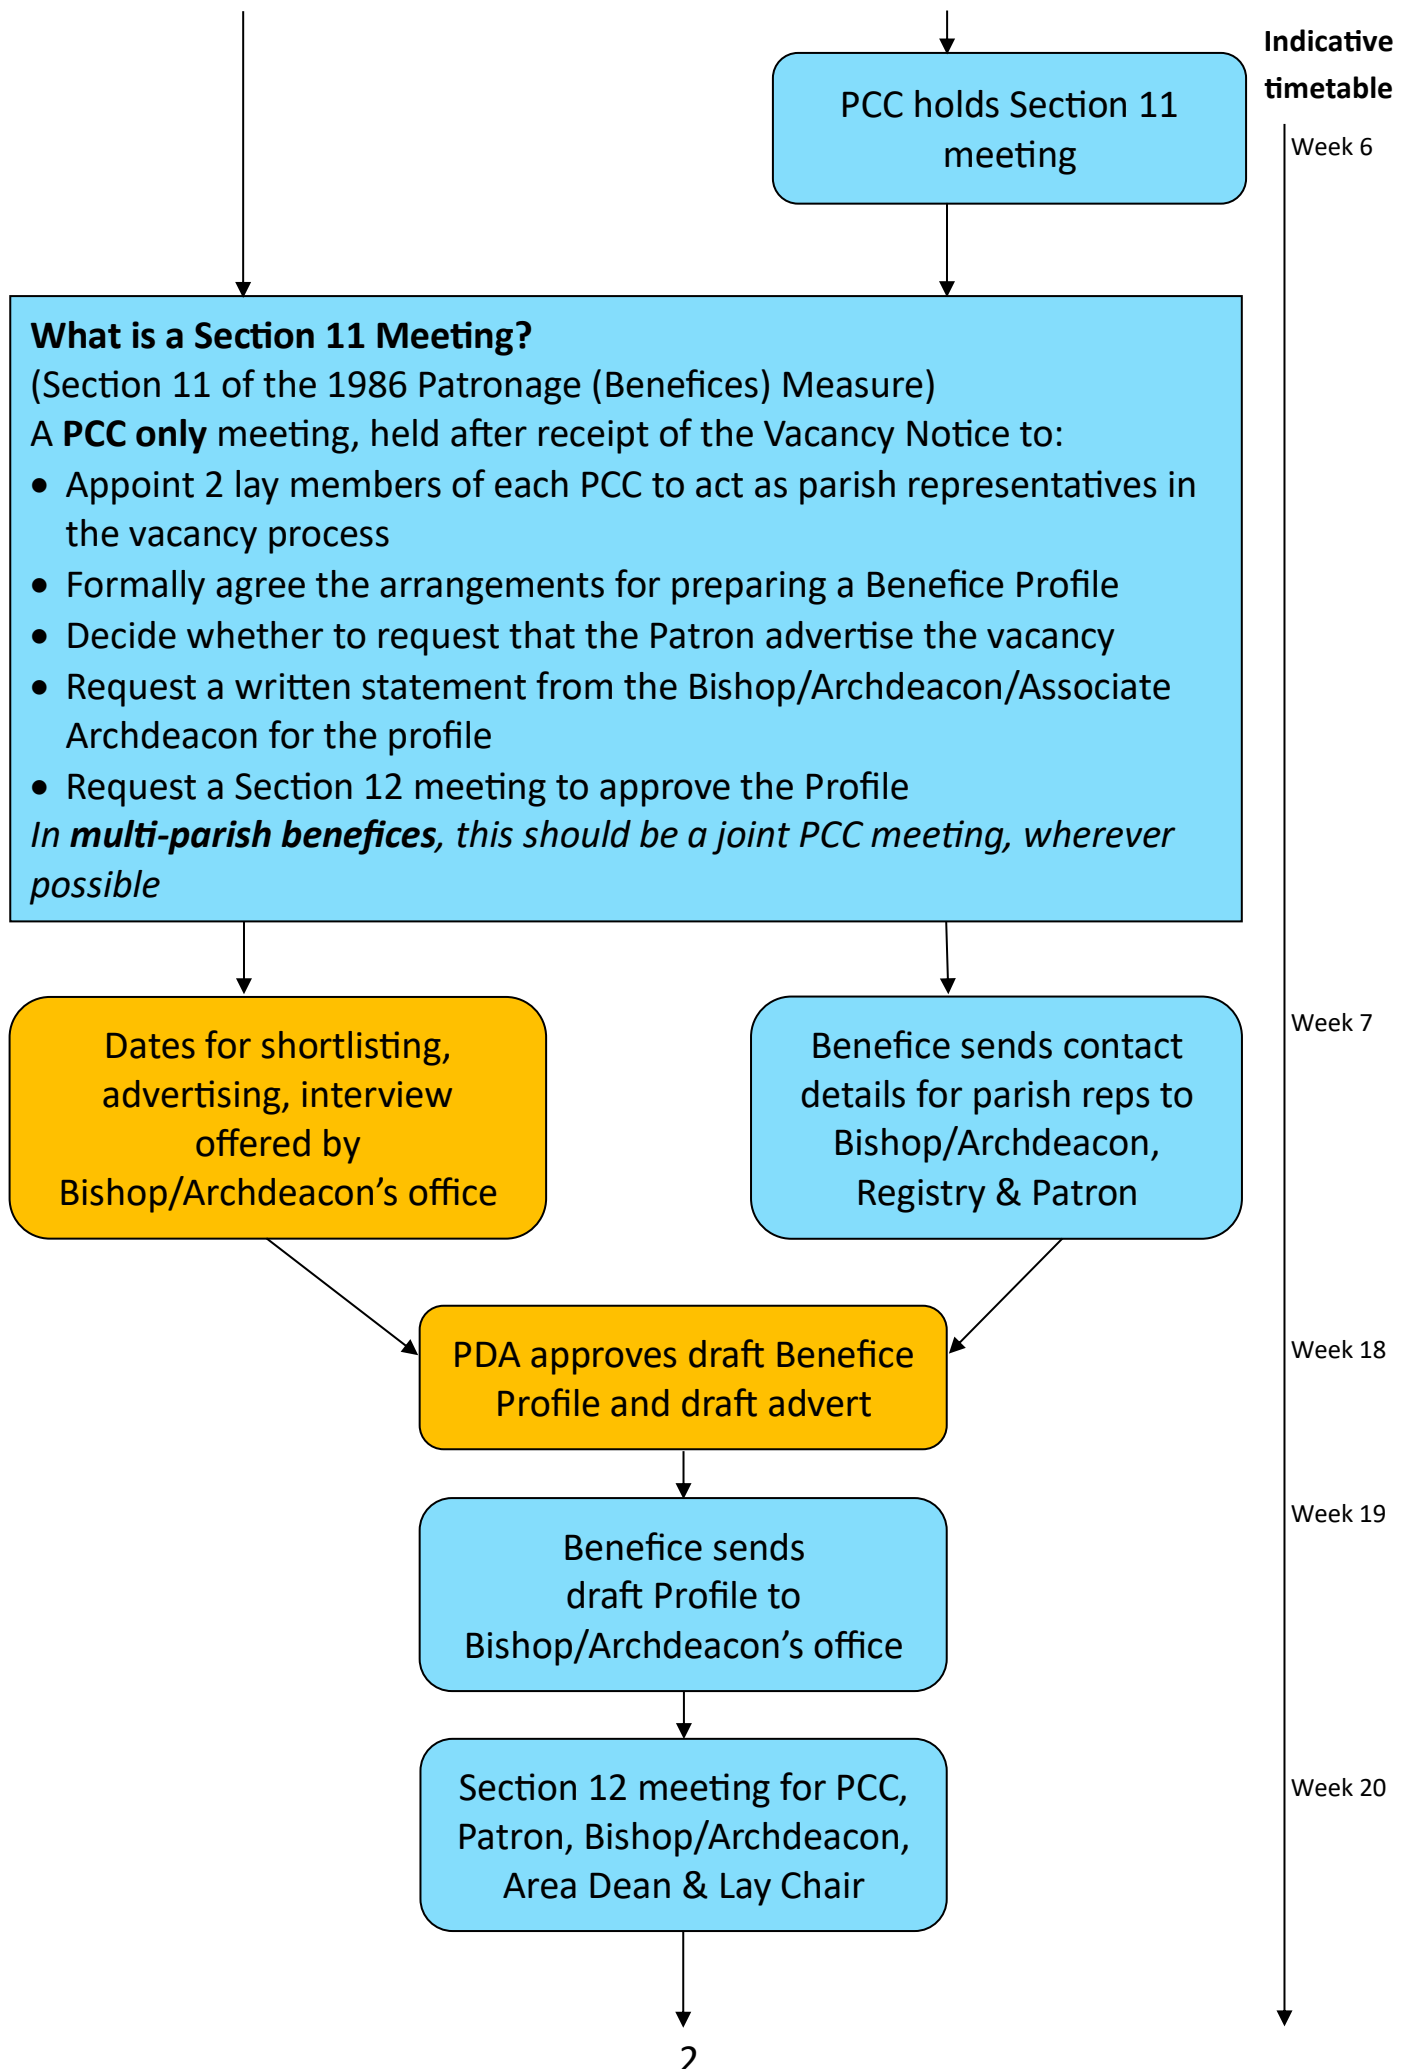 Indicative
timetable
PCC holds Section 11
meeting
Week 6
What is a Section 11 Meeting?
(Section 11 of the 1986 Patronage (Benefices) Measure)
A PCC only meeting, held after receipt of the Vacancy Notice to:
• Appoint 2 lay members of each PCC to act as parish representatives in
the vacancy process
• Formally agree the arrangements for preparing a Benefice Profile
• Decide whether to request that the Patron advertise the vacancy
• Request a written statement from the Bishop/Archdeacon/Associate
Archdeacon for the profile
• Request a Section 12 meeting to approve the Profile
In multi-parish benefices, this should be a joint PCC meeting, wherever
possible
Dates for shortlisting,
advertising, interview
offered by
Bishop/Archdeacon’s office
Benefice sends contact
details for parish reps to
Bishop/Archdeacon,
Registry & Patron
Week 7
PDA approves draft Benefice
Profile and draft advert
Week 18
Benefice sends
draft Profile to
Bishop/Archdeacon’s office
Week 19
Section 12 meeting for PCC,
Patron, Bishop/Archdeacon,
Area Dean & Lay Chair
Week 20
2